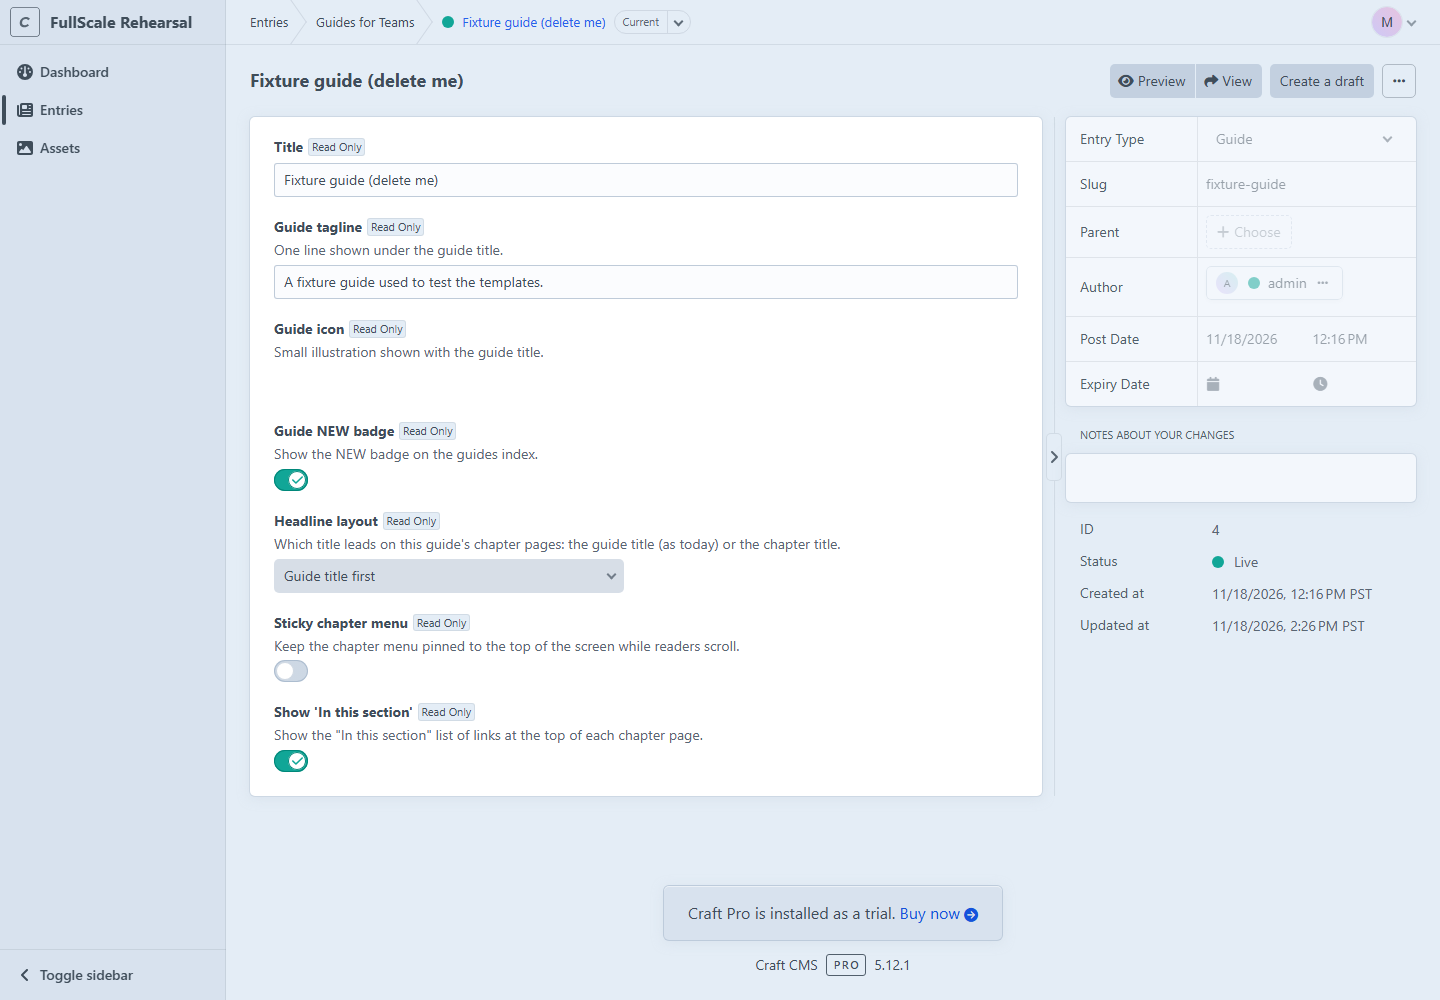 C FullScale Rehearsal
Entries Guides for Teams Fixture guide (delete me) Current
M
Dashboard
Entries
Assets
Fixture guide (delete me)
Preview View Create a draft
Title Read Only
Fixture guide (delete me)
Guide tagline Read Only
One line shown under the guide title.
A fixture guide used to test the templates.
Guide icon Read Only
Small illustration shown with the guide title.
Guide NEW badge Read Only
Show the NEW badge on the guides index.
Headline layout Read Only
Which title leads on this guide's chapter pages: the guide title (as today) or the chapter title.
Guide title first
Sticky chapter menu Read Only
Keep the chapter menu pinned to the top of the screen while readers scroll.
Show 'In this section' Read Only
Show the "In this section" list of links at the top of each chapter page.
Entry Type Guide
Slug fixture-guide
Parent + Choose
Author A admin
Post Date 11/18/2026 12:16 PM
Expiry Date
NOTES ABOUT YOUR CHANGES
ID 4
Status Live
Created at 11/18/2026, 12:16 PM PST
Updated at 11/18/2026, 2:26 PM PST
Craft Pro is installed as a trial. Buy now
Craft CMS PRO 5.12.1
Toggle sidebar